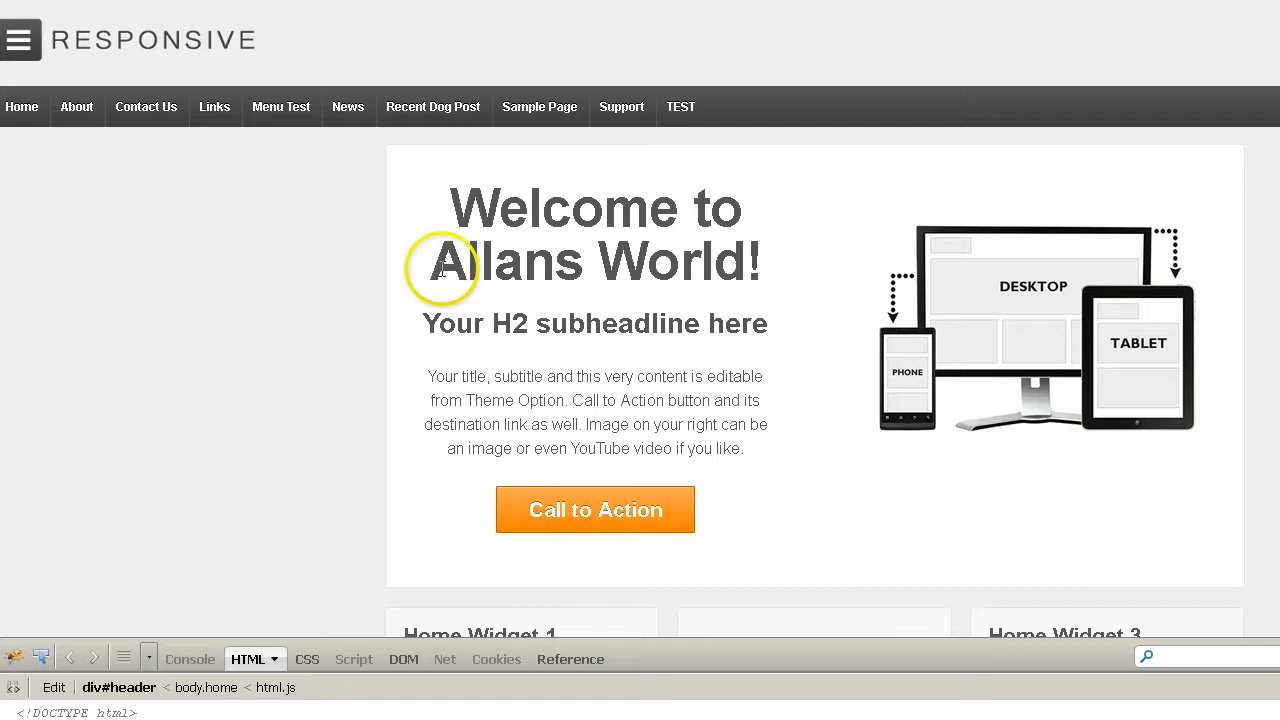 RESPONSIVE
Home About Contact Us Links Menu Test News Recent Dog Post Sample Page Support TEST
Welcome to
Allans World!
Your H2 subheadline here
Your title, subtitle and this very content is editable
from Theme Option. Call to Action button and its
destination link as well. Image on your right can be
an image or even YouTube video if you like.
Call to Action
DESKTOP
TABLET
PHONE
Home Widget 1
Home Widget 3
Console HTML CSS Script DOM Net Cookies Reference
Edit div#header < body.home < html.js
<!DOCTYPE html>